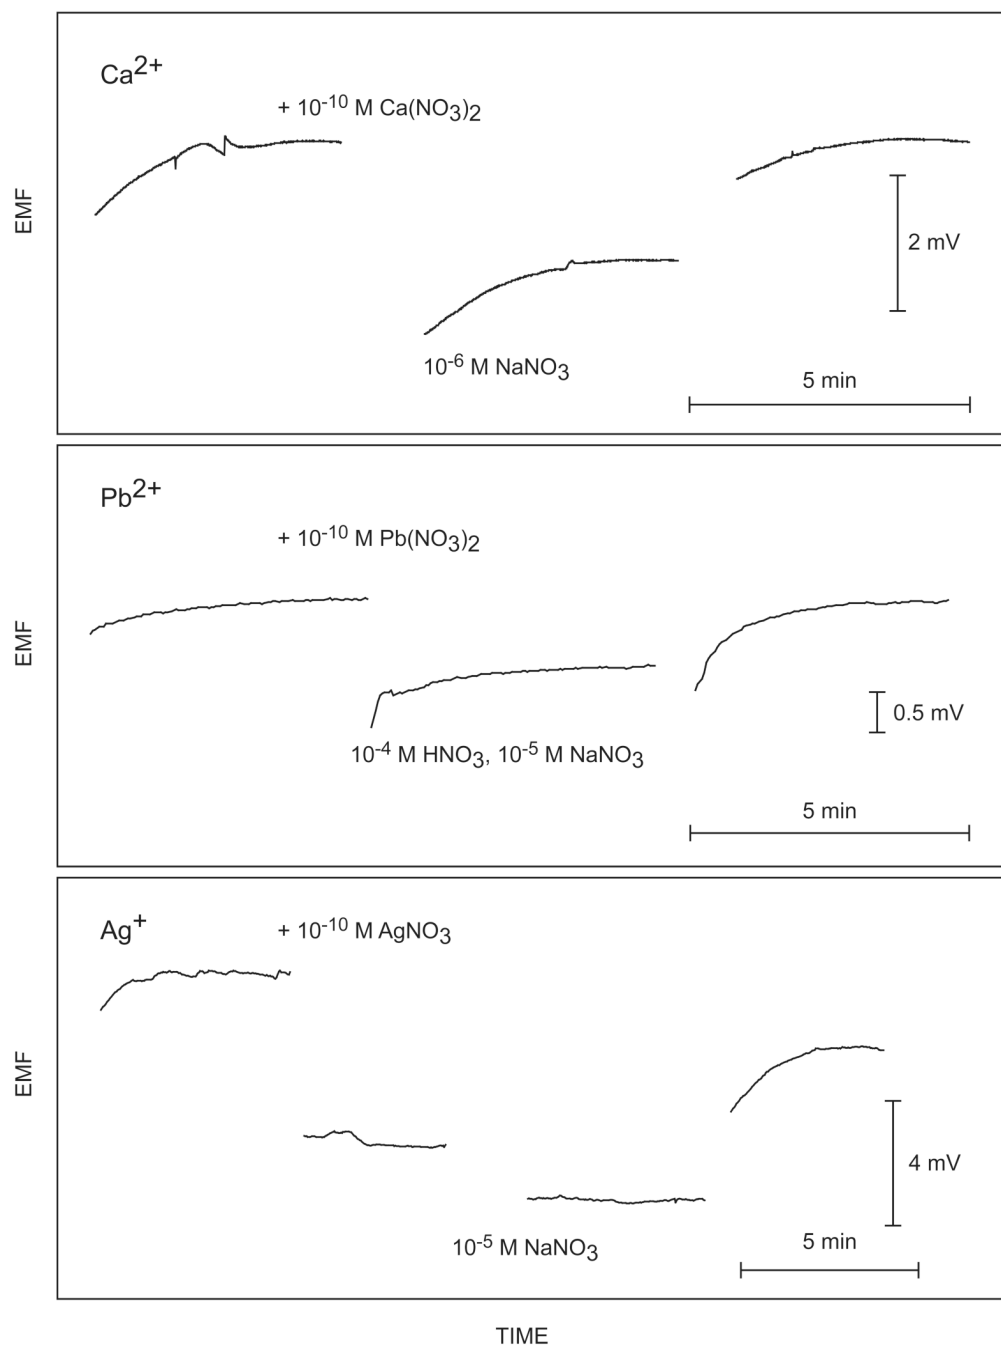 Ca2+
+ 10-10 M Ca(NO3)2
EMF
2 mV
10-6 M NaNO3
5 min
Pb2+
+ 10-10 M Pb(NO3)2
EMF
0.5 mV
10-4 M HNO3, 10-5 M NaNO3
5 min
Ag+
+ 10-10 M AgNO3
EMF
4 mV
10-5 M NaNO3
5 min
TIME